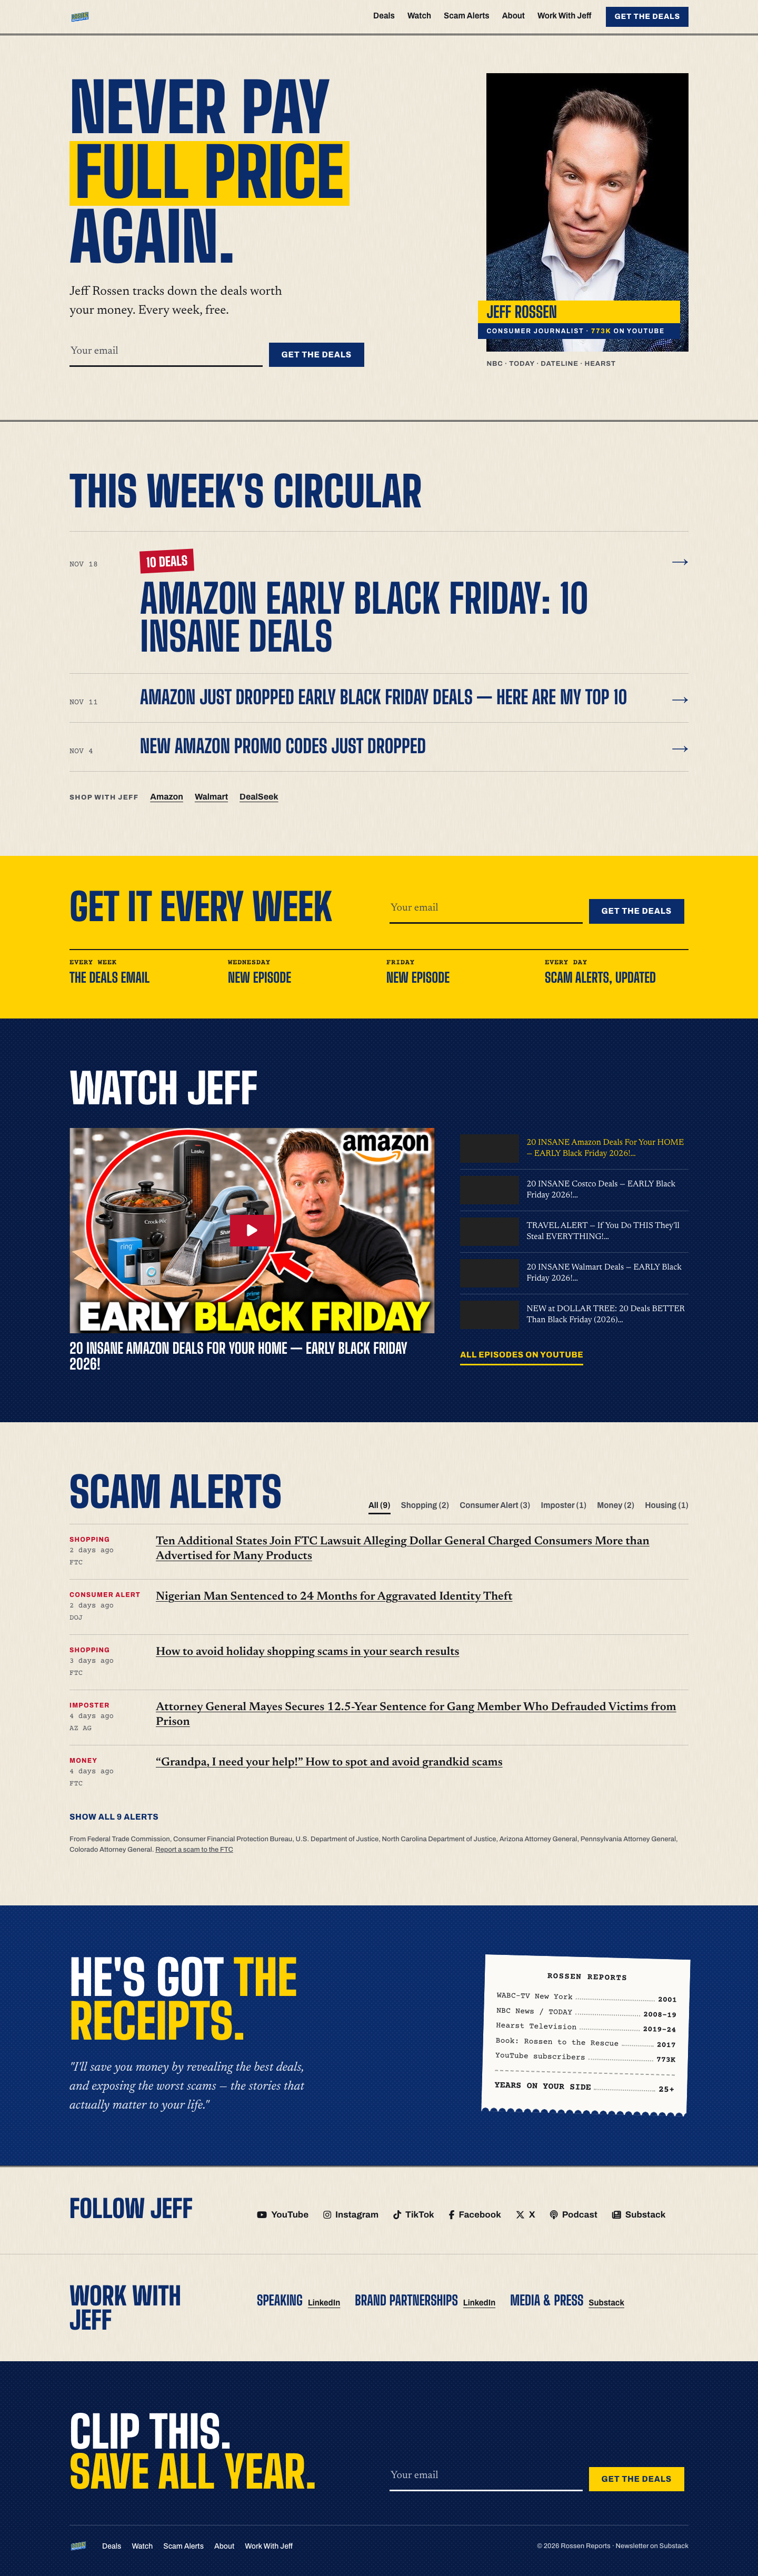 ROSSEN
Deals Watch Scam Alerts About Work With Jeff GET THE DEALS
NEVER PAY
FULL PRICE
AGAIN.
Jeff Rossen tracks down the deals worth
your money. Every week, free.
Your email GET THE DEALS
JEFF ROSSEN
CONSUMER JOURNALIST · 773K ON YOUTUBE
NBC · TODAY · DATELINE · HEARST
THIS WEEK'S CIRCULAR
NOV 18
10 DEALS
→
AMAZON EARLY BLACK FRIDAY: 10
INSANE DEALS
NOV 11 AMAZON JUST DROPPED EARLY BLACK FRIDAY DEALS — HERE ARE MY TOP 10 →
NOV 4 NEW AMAZON PROMO CODES JUST DROPPED →
SHOP WITH JEFF Amazon Walmart DealSeek
GET IT EVERY WEEK
Your email GET THE DEALS
EVERY WEEK
THE DEALS EMAIL
WEDNESDAY
NEW EPISODE
FRIDAY
NEW EPISODE
EVERY DAY
SCAM ALERTS, UPDATED
WATCH JEFF
amazon
Lasko
Crock-Pot
ring
prime
EARLY BLACK FRIDAY
20 INSANE AMAZON DEALS FOR YOUR HOME — EARLY BLACK FRIDAY
2026!
20 INSANE Amazon Deals For Your HOME
— EARLY Black Friday 2026!...
20 INSANE Costco Deals — EARLY Black
Friday 2026!...
TRAVEL ALERT — If You Do THIS They'll
Steal EVERYTHING!...
20 INSANE Walmart Deals — EARLY Black
Friday 2026!...
NEW at DOLLAR TREE: 20 Deals BETTER
Than Black Friday (2026)...
ALL EPISODES ON YOUTUBE
SCAM ALERTS
All (9) Shopping (2) Consumer Alert (3) Imposter (1) Money (2) Housing (1)
SHOPPING
2 days ago
FTC
Ten Additional States Join FTC Lawsuit Alleging Dollar General Charged Consumers More than
Advertised for Many Products
CONSUMER ALERT
2 days ago
DOJ
Nigerian Man Sentenced to 24 Months for Aggravated Identity Theft
SHOPPING
3 days ago
FTC
How to avoid holiday shopping scams in your search results
IMPOSTER
4 days ago
AZ AG
Attorney General Mayes Secures 12.5-Year Sentence for Gang Member Who Defrauded Victims from
Prison
MONEY
4 days ago
FTC
“Grandpa, I need your help!” How to spot and avoid grandkid scams
SHOW ALL 9 ALERTS
From Federal Trade Commission, Consumer Financial Protection Bureau, U.S. Department of Justice, North Carolina Department of Justice, Arizona Attorney General, Pennsylvania Attorney General,
Colorado Attorney General. Report a scam to the FTC
HE'S GOT THE
RECEIPTS.
"I'll save you money by revealing the best deals,
and exposing the worst scams — the stories that
actually matter to your life."
ROSSEN REPORTS
WABC-TV New York 2001
NBC News / TODAY 2008–19
Hearst Television 2019–24
Book: Rossen to the Rescue 2017
YouTube subscribers 773K
YEARS ON YOUR SIDE 25+
FOLLOW JEFF
YouTube Instagram TikTok Facebook X Podcast Substack
WORK WITH
JEFF
SPEAKING LinkedIn BRAND PARTNERSHIPS LinkedIn MEDIA & PRESS Substack
CLIP THIS.
SAVE ALL YEAR.
Your email GET THE DEALS
Deals Watch Scam Alerts About Work With Jeff
© 2026 Rossen Reports · Newsletter on Substack